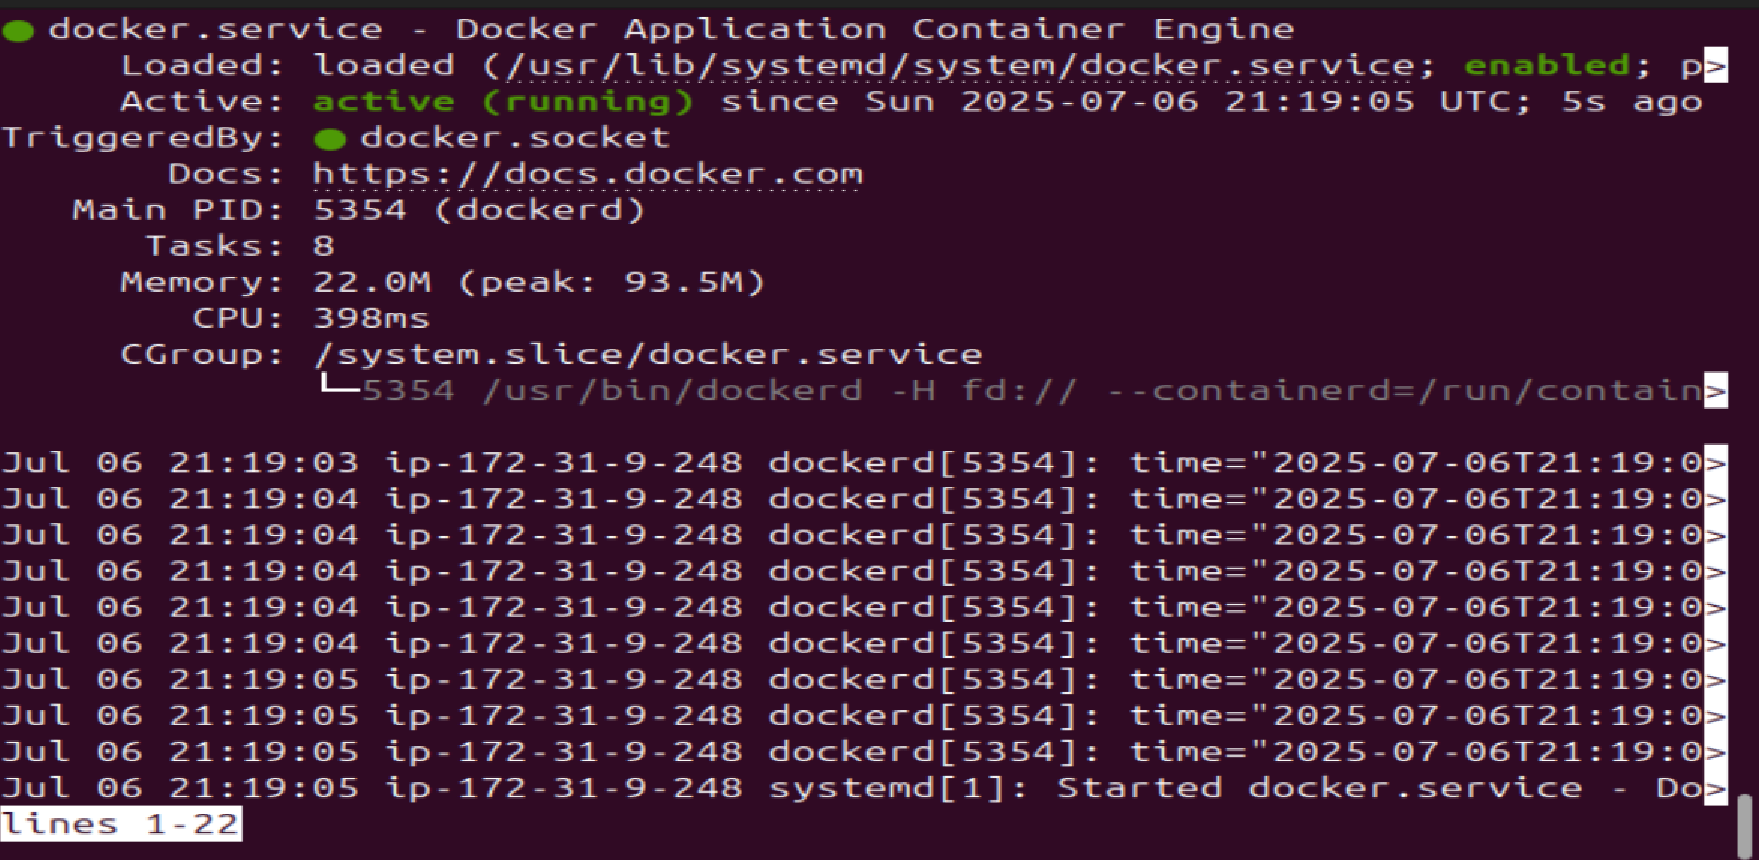 ● docker.service - Docker Application Container Engine
Loaded: loaded (/usr/lib/systemd/system/docker.service; enabled; p>
Active: active (running) since Sun 2025-07-06 21:19:05 UTC; 5s ago
TriggeredBy: ● docker.socket
Docs: https://docs.docker.com
Main PID: 5354 (dockerd)
Tasks: 8
Memory: 22.0M (peak: 93.5M)
CPU: 398ms
CGroup: /system.slice/docker.service
└─5354 /usr/bin/dockerd -H fd:// --containerd=/run/contain>
Jul 06 21:19:03 ip-172-31-9-248 dockerd[5354]: time="2025-07-06T21:19:0>
Jul 06 21:19:04 ip-172-31-9-248 dockerd[5354]: time="2025-07-06T21:19:0>
Jul 06 21:19:04 ip-172-31-9-248 dockerd[5354]: time="2025-07-06T21:19:0>
Jul 06 21:19:04 ip-172-31-9-248 dockerd[5354]: time="2025-07-06T21:19:0>
Jul 06 21:19:04 ip-172-31-9-248 dockerd[5354]: time="2025-07-06T21:19:0>
Jul 06 21:19:04 ip-172-31-9-248 dockerd[5354]: time="2025-07-06T21:19:0>
Jul 06 21:19:05 ip-172-31-9-248 dockerd[5354]: time="2025-07-06T21:19:0>
Jul 06 21:19:05 ip-172-31-9-248 dockerd[5354]: time="2025-07-06T21:19:0>
Jul 06 21:19:05 ip-172-31-9-248 dockerd[5354]: time="2025-07-06T21:19:0>
Jul 06 21:19:05 ip-172-31-9-248 systemd[1]: Started docker.service - Do>
lines 1-22